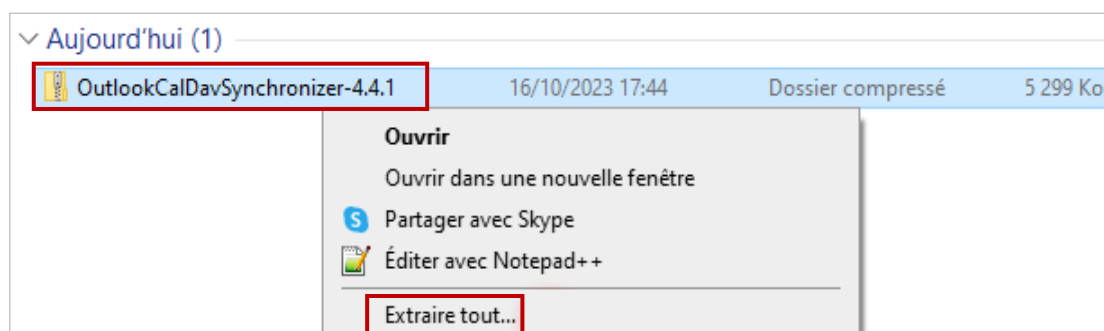 Aujourd'hui (1)
OutlookCalDavSynchronizer-4.4.1 16/10/2023 17:44 Dossier compressé 5 299 Ko
Ouvrir
Ouvrir dans une nouvelle fenêtre
Partager avec Skype
Éditer avec Notepad++
Extraire tout...